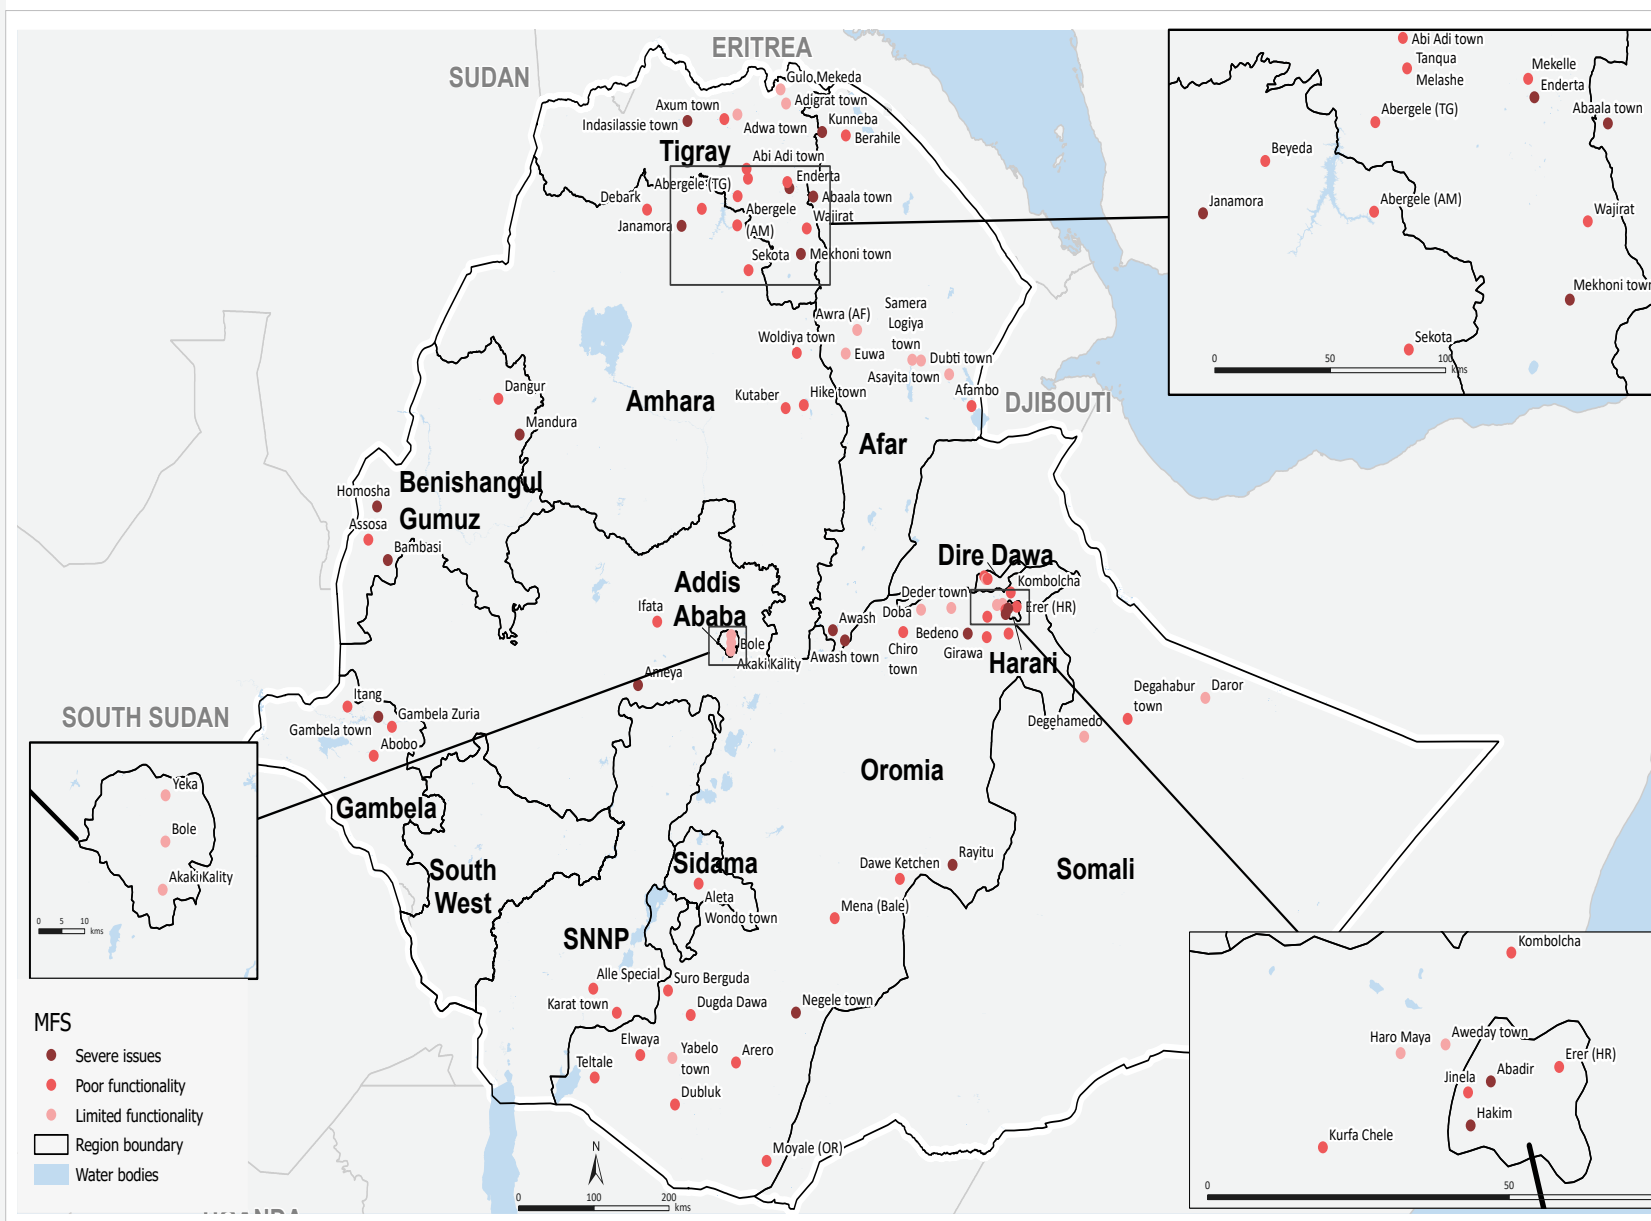 ERITREA
SUDAN
Gulo Mekeda
Adigrat town
Axum town
Indasilassie town
Adwa town
Kunneba
Berahile
Tigray
Abi Adi town
Abergele (TG)
Enderta
Debark
Abaala town
Abergele
(AM)
Wajirat
Janamora
Sekota
Mekhoni town
Abi Adi town
Tanqua
Melashe
Mekelle
Enderta
Abergele (TG)
Abaala town
Beyeda
Janamora
Abergele (AM)
Wajirat
Mekhoni town
Sekota
0 50 100
kms
Awra (AF)
Samera
Logiya
town
Woldiya town
Euwa
Dubti town
Asayita town
Afambo
DJIBOUTI
Dangur
Amhara
Kutaber
Hike town
Mandura
Afar
Benishangul
Gumuz
Homosha
Assosa
Bambasi
Dire Dawa
Kombolcha
Addis
Ababa
Ifata
Deder town
Doba
Erer (HR)
Awash
Bedeno
Bole
Akaki Kality
Awash town
Chiro
town
Girawa
Harari
Ameya
Itang
Gambela Zuria
Gambela town
Abobo
SOUTH SUDAN
Degahabur
town
Daror
Degehamedo
Oromia
Yeka
Bole
Akaki Kality
0 5 10
kms
Gambela
South
West
Sidama
Aleta
Wondo town
Dawe Ketchen
Rayitu
Somali
Mena (Bale)
SNNP
Alle Special
Suro Berguda
Karat town
Dugda Dawa
Negele town
Elwaya
Yabelo
town
Arero
Teltale
Dubluk
Moyale (OR)
N
0 100 200
kms
Kombolcha
Haro Maya
Aweday town
Erer (HR)
Jinela
Abadir
Hakim
Kurfa Chele
0 50
MFS
Severe issues
Poor functionality
Limited functionality
Region boundary
Water bodies